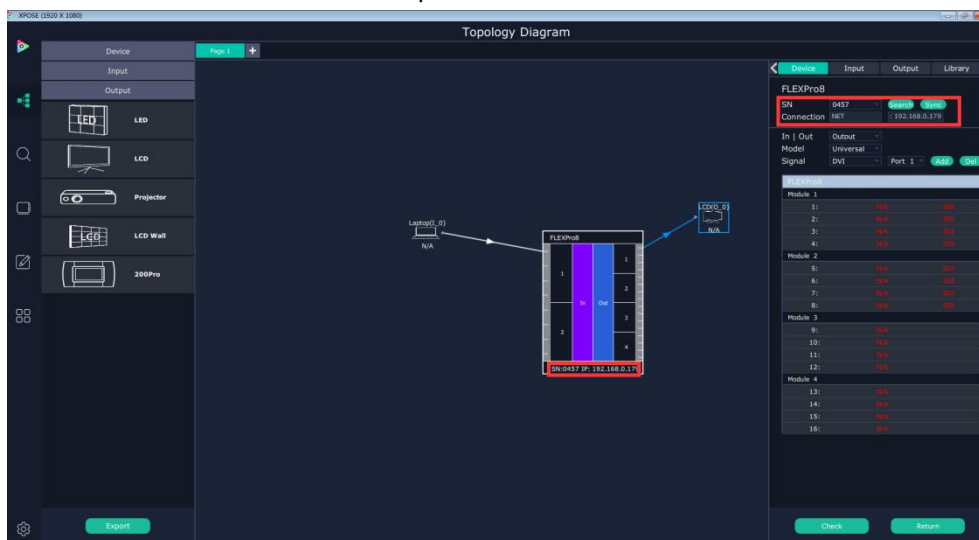 XPOSE (1920 X 1080)
Topology Diagram
Device
Input
Output
LED
LED
LCD
Projector
LCD
LCD Wall
200Pro
Export
Page 1 +
Laptop(I_0)
N/A
LCD(O_0)
N/A
FLEXPro8
1
2
In
Out
1
2
3
4
SN:0457 IP: 192.168.0.179
Device Input Output Library
FLEXPro8
SN 0457 Search Sync
Connection NET : 192.168.0.179
In | Out Output
Model Universal
Signal DVI Port 1 Add Del
FLEXPro8
Module 1
1: N/A
2: N/A
3: N/A
4: N/A
Module 2
5: N/A
6: N/A
7: N/A
8: N/A
Module 3
9: N/A
10: N/A
11: N/A
12: N/A
Module 4
13: N/A
14: N/A
15: N/A
16: N/A
Check Return